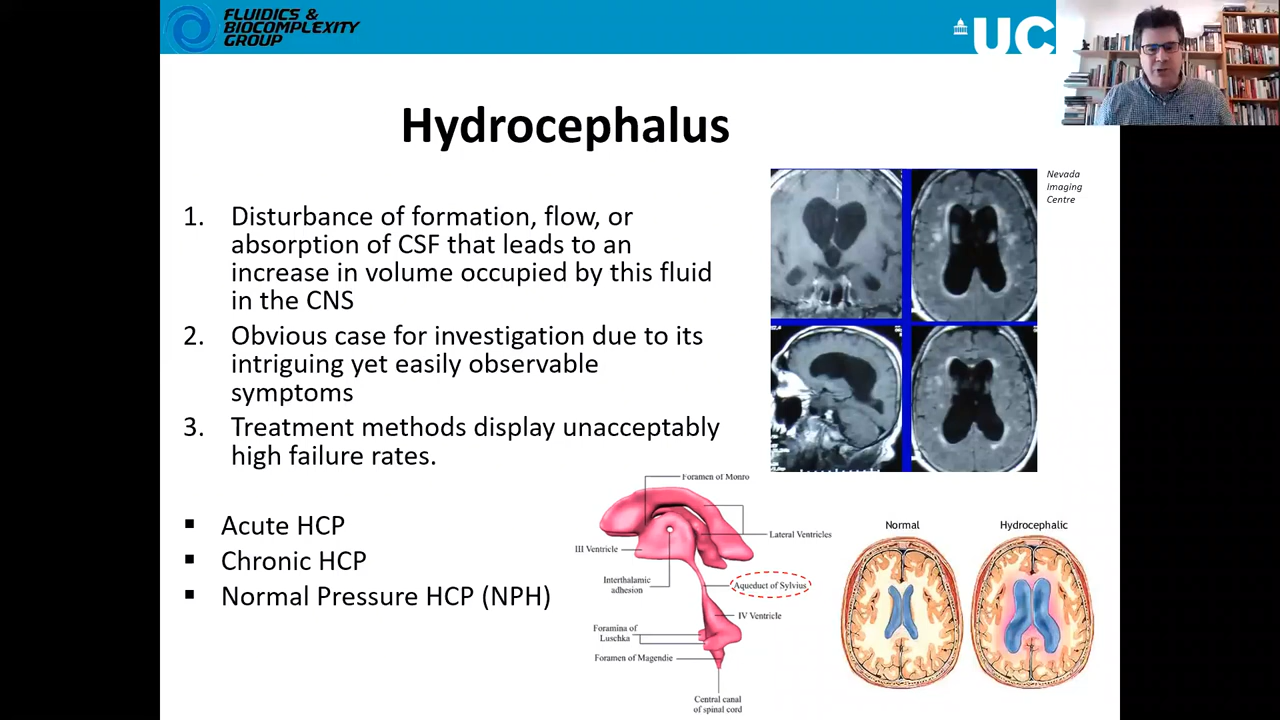 FLUIDICS &
BIOCOMPLEXITY
GROUP
UC
Hydrocephalus
Nevada
Imaging
Centre
1. Disturbance of formation, flow, or
absorption of CSF that leads to an
increase in volume occupied by this fluid
in the CNS
2. Obvious case for investigation due to its
intriguing yet easily observable
symptoms
3. Treatment methods display unacceptably
high failure rates.
▪ Acute HCP
▪ Chronic HCP
▪ Normal Pressure HCP (NPH)
Foramen of Monro
Lateral Ventricles
III Ventricle
Interthalamic
adhesion
Aqueduct of Sylvius
IV Ventricle
Foramina of
Luschka
Foramen of Magendie
Central canal
of spinal cord
Normal
Hydrocephalic